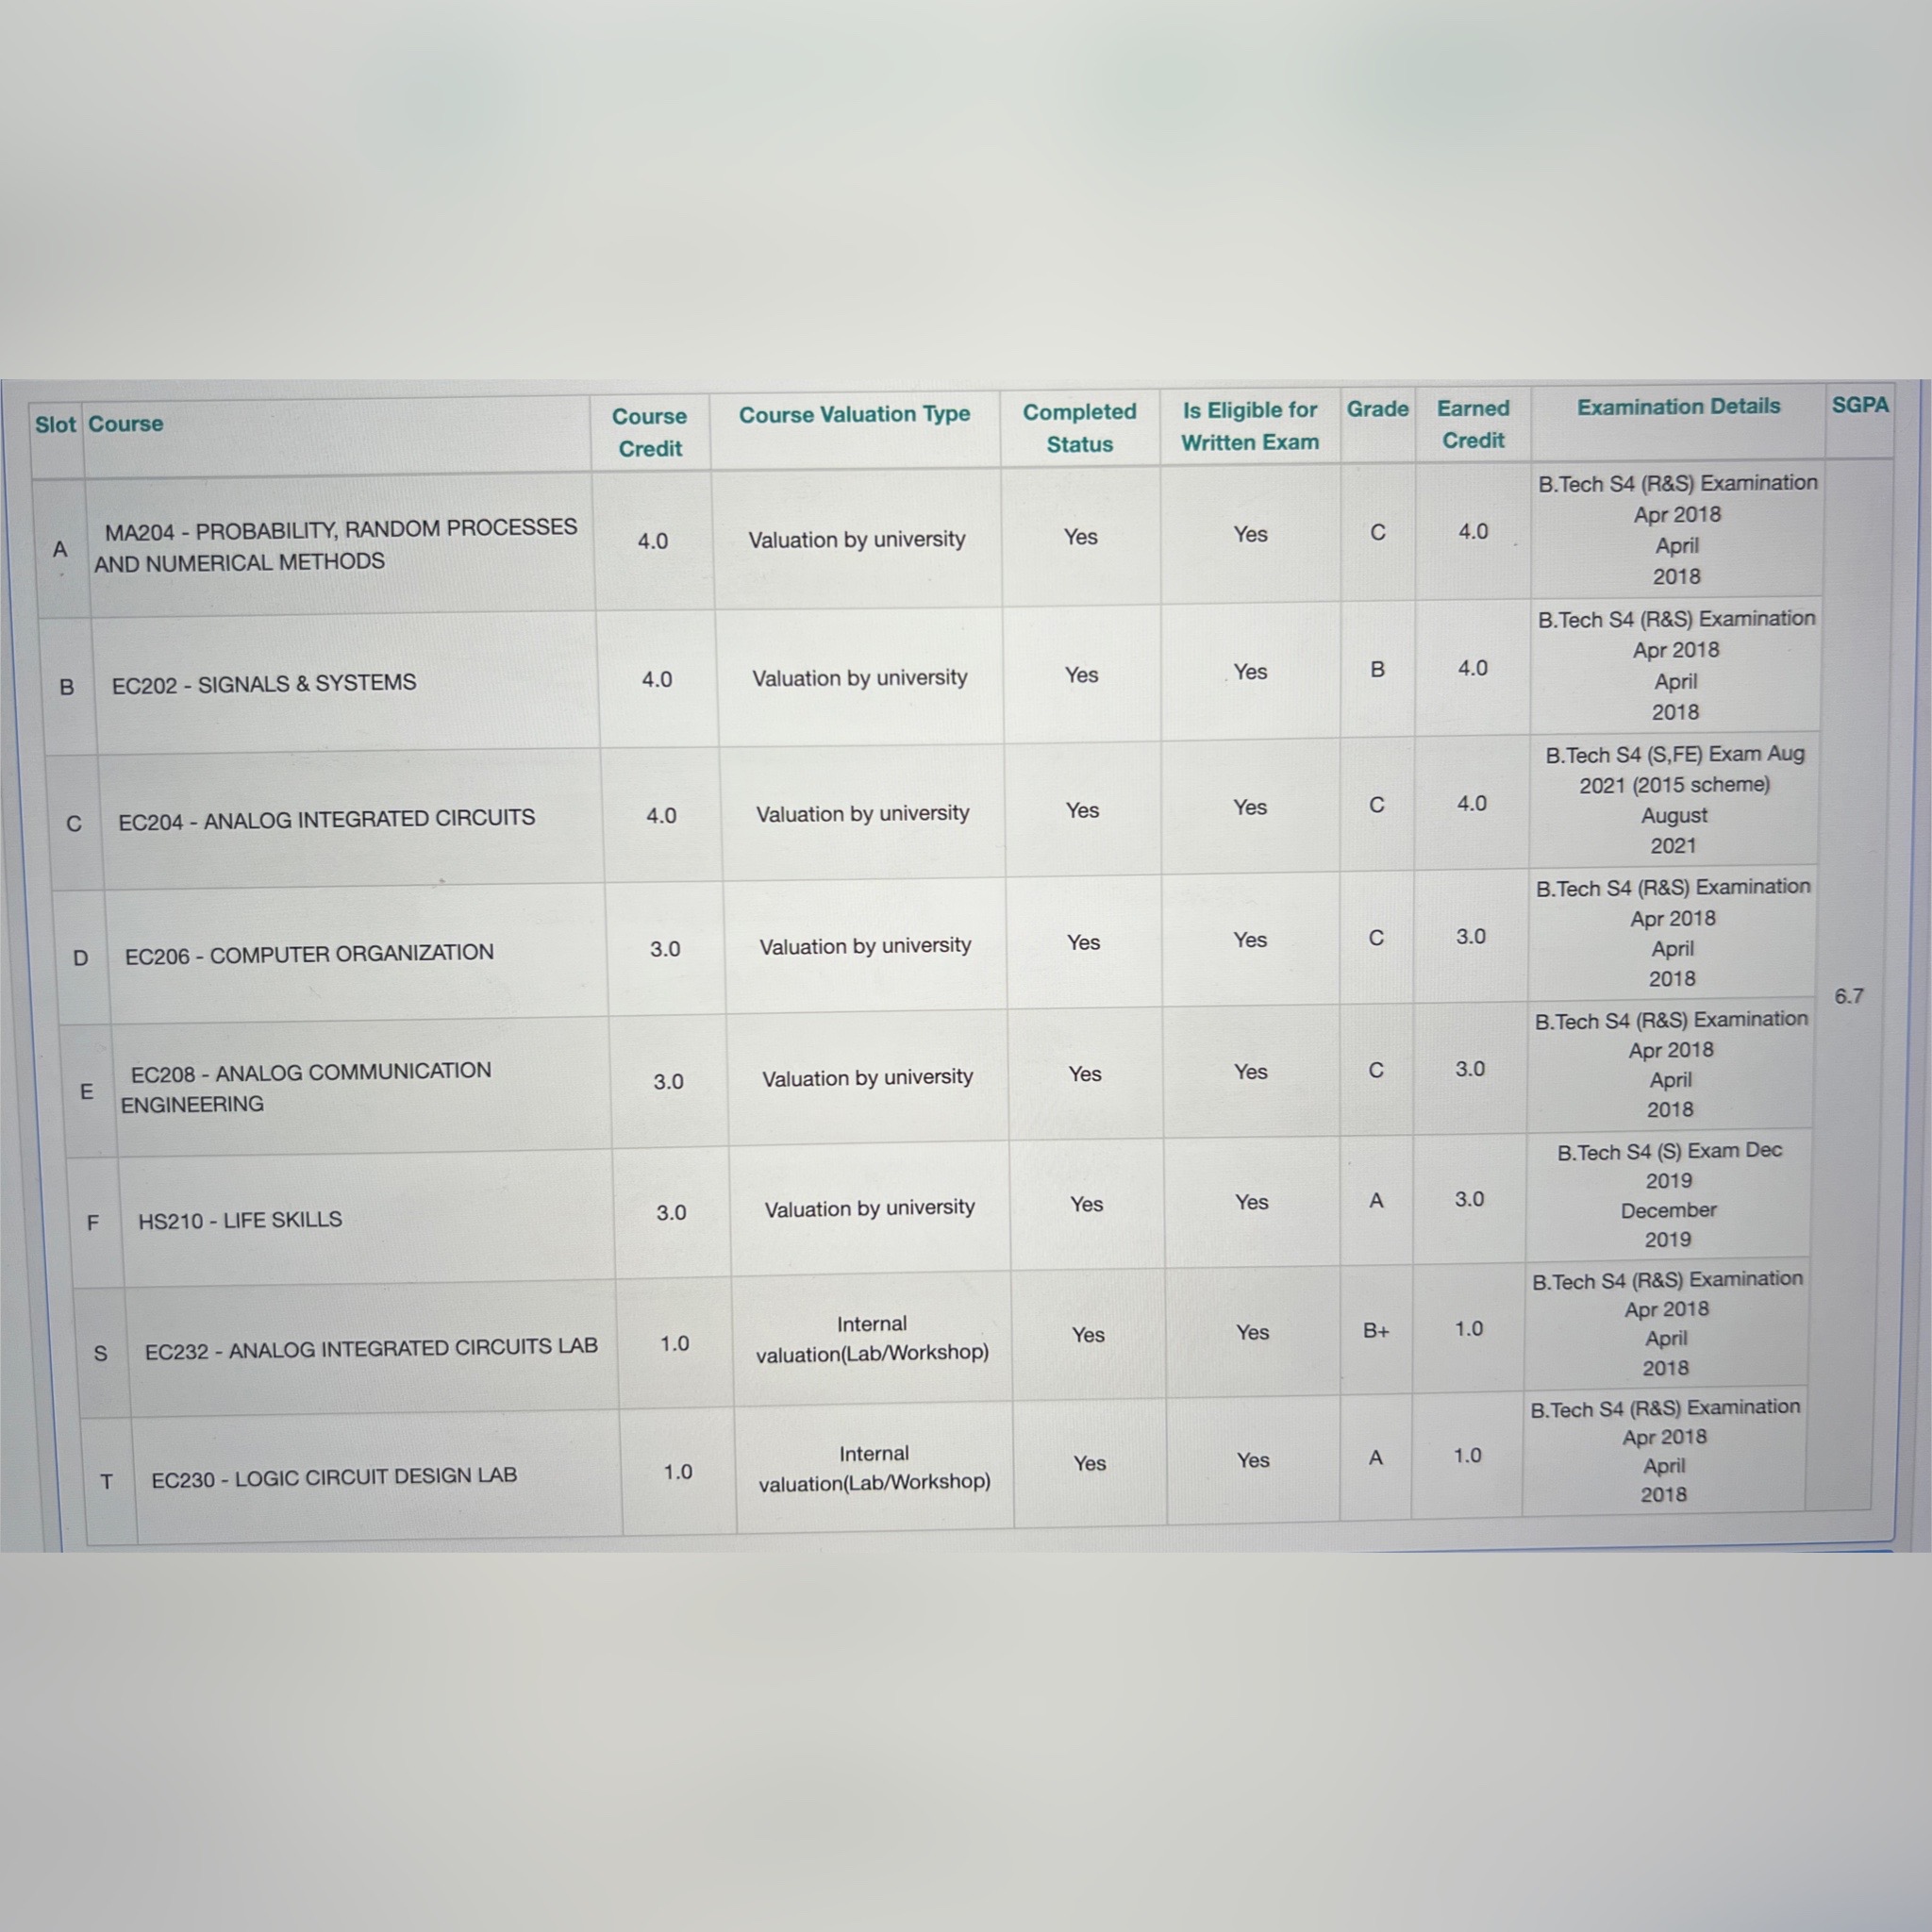 Slot Course Course Credit Course Valuation Type Completed Status Is Eligible for Written Exam Grade Earned Credit Examination Details SGPA
A MA204 - PROBABILITY, RANDOM PROCESSES AND NUMERICAL METHODS 4.0 Valuation by university Yes Yes C 4.0 B.Tech S4 (R&S) Examination Apr 2018 April 2018
B EC202 - SIGNALS & SYSTEMS 4.0 Valuation by university Yes Yes B 4.0 B.Tech S4 (R&S) Examination Apr 2018 April 2018
C EC204 - ANALOG INTEGRATED CIRCUITS 4.0 Valuation by university Yes Yes C 4.0 B.Tech S4 (S,FE) Exam Aug 2021 (2015 scheme) August 2021
D EC206 - COMPUTER ORGANIZATION 3.0 Valuation by university Yes Yes C 3.0 B.Tech S4 (R&S) Examination Apr 2018 April 2018
6.7
E EC208 - ANALOG COMMUNICATION ENGINEERING 3.0 Valuation by university Yes Yes C 3.0 B.Tech S4 (R&S) Examination Apr 2018 April 2018
F HS210 - LIFE SKILLS 3.0 Valuation by university Yes Yes A 3.0 B.Tech S4 (S) Exam Dec 2019 December 2019
S EC232 - ANALOG INTEGRATED CIRCUITS LAB 1.0 Internal valuation(Lab/Workshop) Yes Yes B+ 1.0 B.Tech S4 (R&S) Examination Apr 2018 April 2018
T EC230 - LOGIC CIRCUIT DESIGN LAB 1.0 Internal valuation(Lab/Workshop) Yes Yes A 1.0 B.Tech S4 (R&S) Examination Apr 2018 April 2018